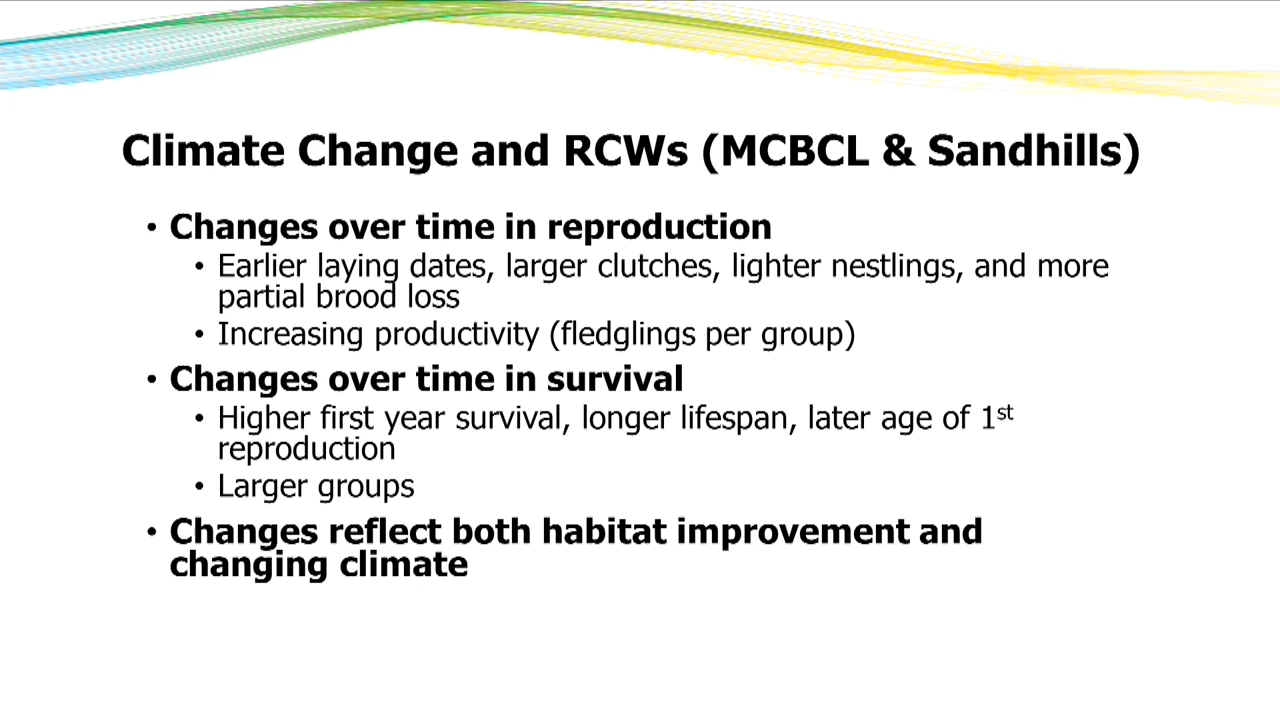 Climate Change and RCWs (MCBCL & Sandhills)
• Changes over time in reproduction
• Earlier laying dates, larger clutches, lighter nestlings, and more
partial brood loss
• Increasing productivity (fledglings per group)
• Changes over time in survival
• Higher first year survival, longer lifespan, later age of 1st
reproduction
• Larger groups
• Changes reflect both habitat improvement and
changing climate